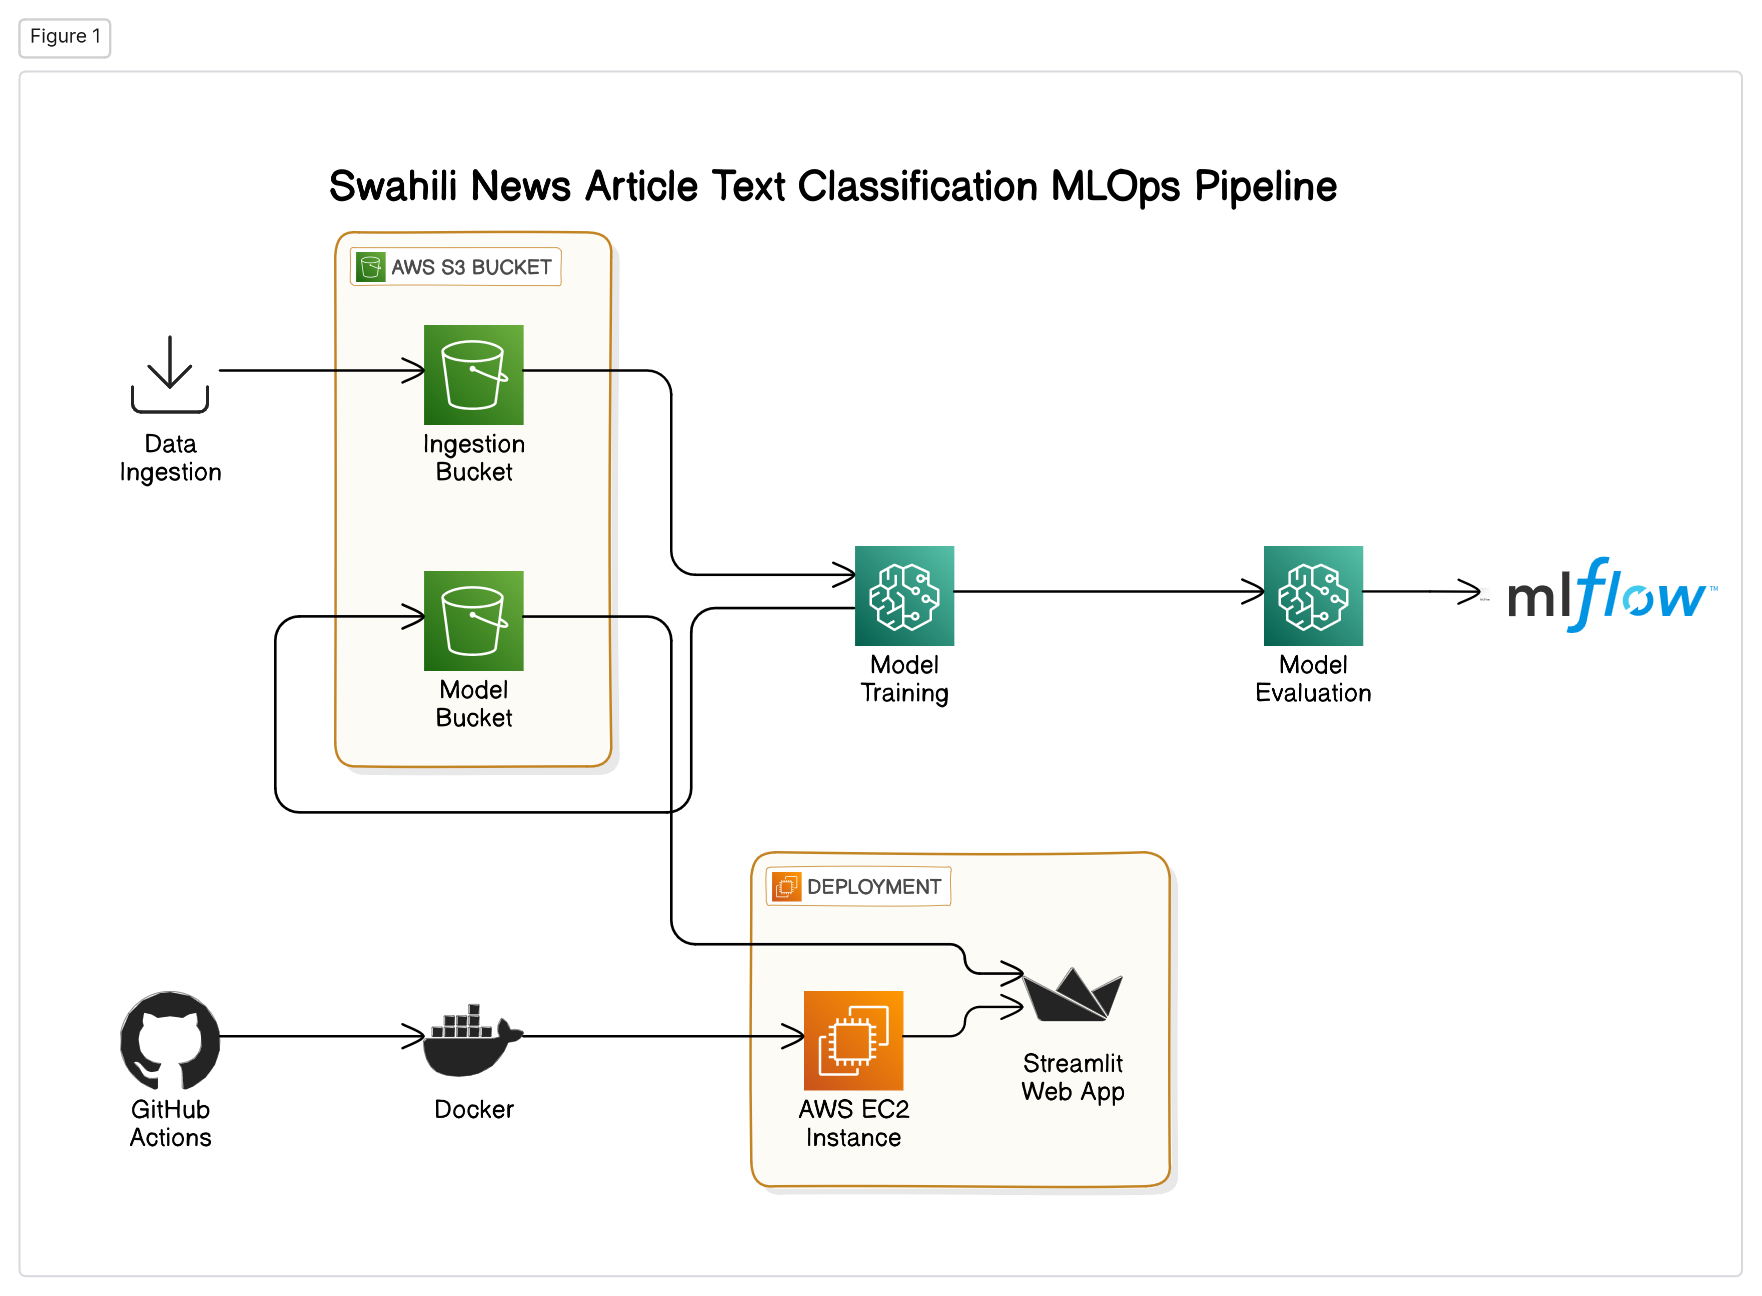 Figure 1
Swahili News Article Text Classification MLOps Pipeline
AWS S3 BUCKET
Data
Ingestion
Ingestion
Bucket
Model
Bucket
Model
Training
Model
Evaluation
mlflow™
DEPLOYMENT
GitHub
Actions
Docker
AWS EC2
Instance
Streamlit
Web App